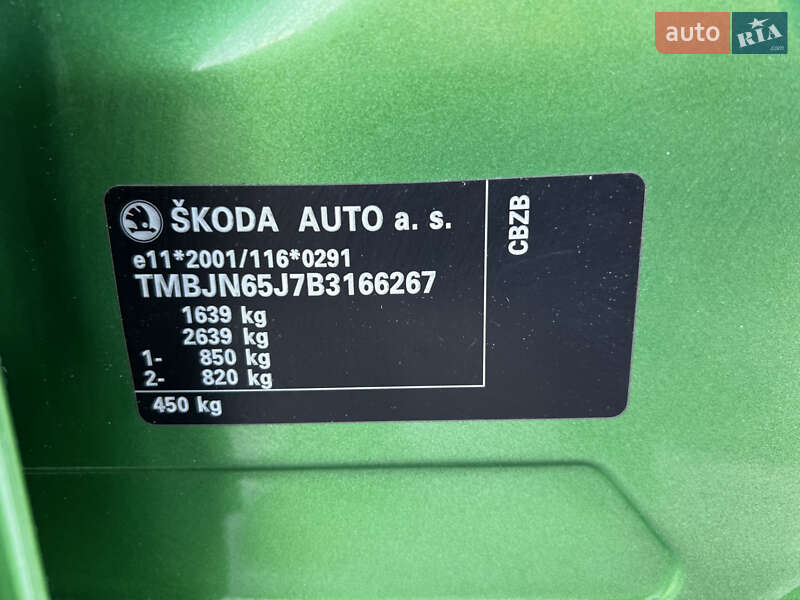 auto RIA .com
ŠKODA AUTO a. s.
e11*2001/116*0291
TMBJN65J7B3166267
1639 kg
2639 kg
1- 850 kg
2- 820 kg
450 kg
CBZB